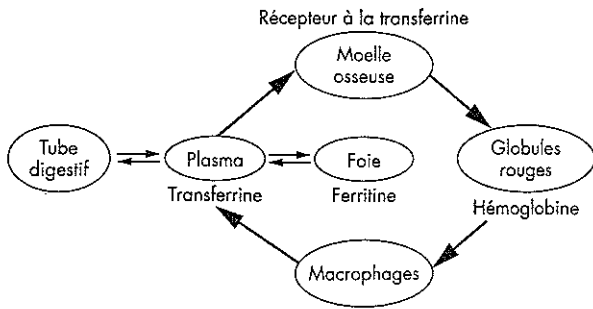 Récepteur à la transferrine
Moelle
osseuse
Tube
digestif
Plasma
Transferrine
Foie
Ferritine
Globules
rouges
Hémoglobine
Macrophages